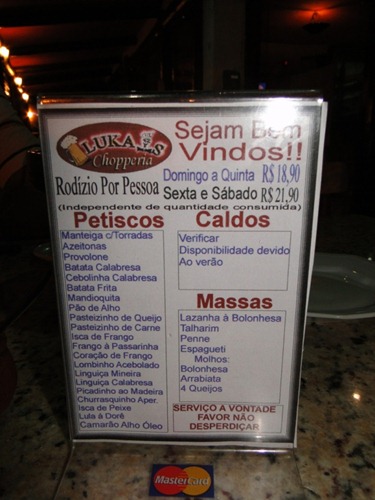 LUKA'S
Chopperia
Sejam Bem
Vindos!!
Rodízio Por Pessoa
Domingo a Quinta R$ 18,90
Sexta e Sábado R$ 21,90
(Independente de quantidade consumida)
Petiscos
Manteiga c/Torradas
Azeitonas
Provolone
Batata Calabresa
Cebolinha Calabresa
Batata Frita
Mandioquita
Pão de Alho
Pasteizinho de Queijo
Pasteizinho de Carne
Isca de Frango
Frango à Passarinha
Coração de Frango
Lombinho Acebolado
Linguiça Mineira
Linguiça Calabresa
Picadinho ao Madeira
Churrasquinho Aper.
Isca de Peixe
Lula à Dorê
Camarão Alho Óleo
Caldos
Verificar
Disponibilidade devido
Ao verão
Massas
Lazanha à Bolonhesa
Talharim
Penne
Espagueti
Molhos:
Bolonhesa
Arrabiata
4 Queijos
SERVIÇO A VONTADE
FAVOR NÃO
DESPERDIÇAR
MasterCard